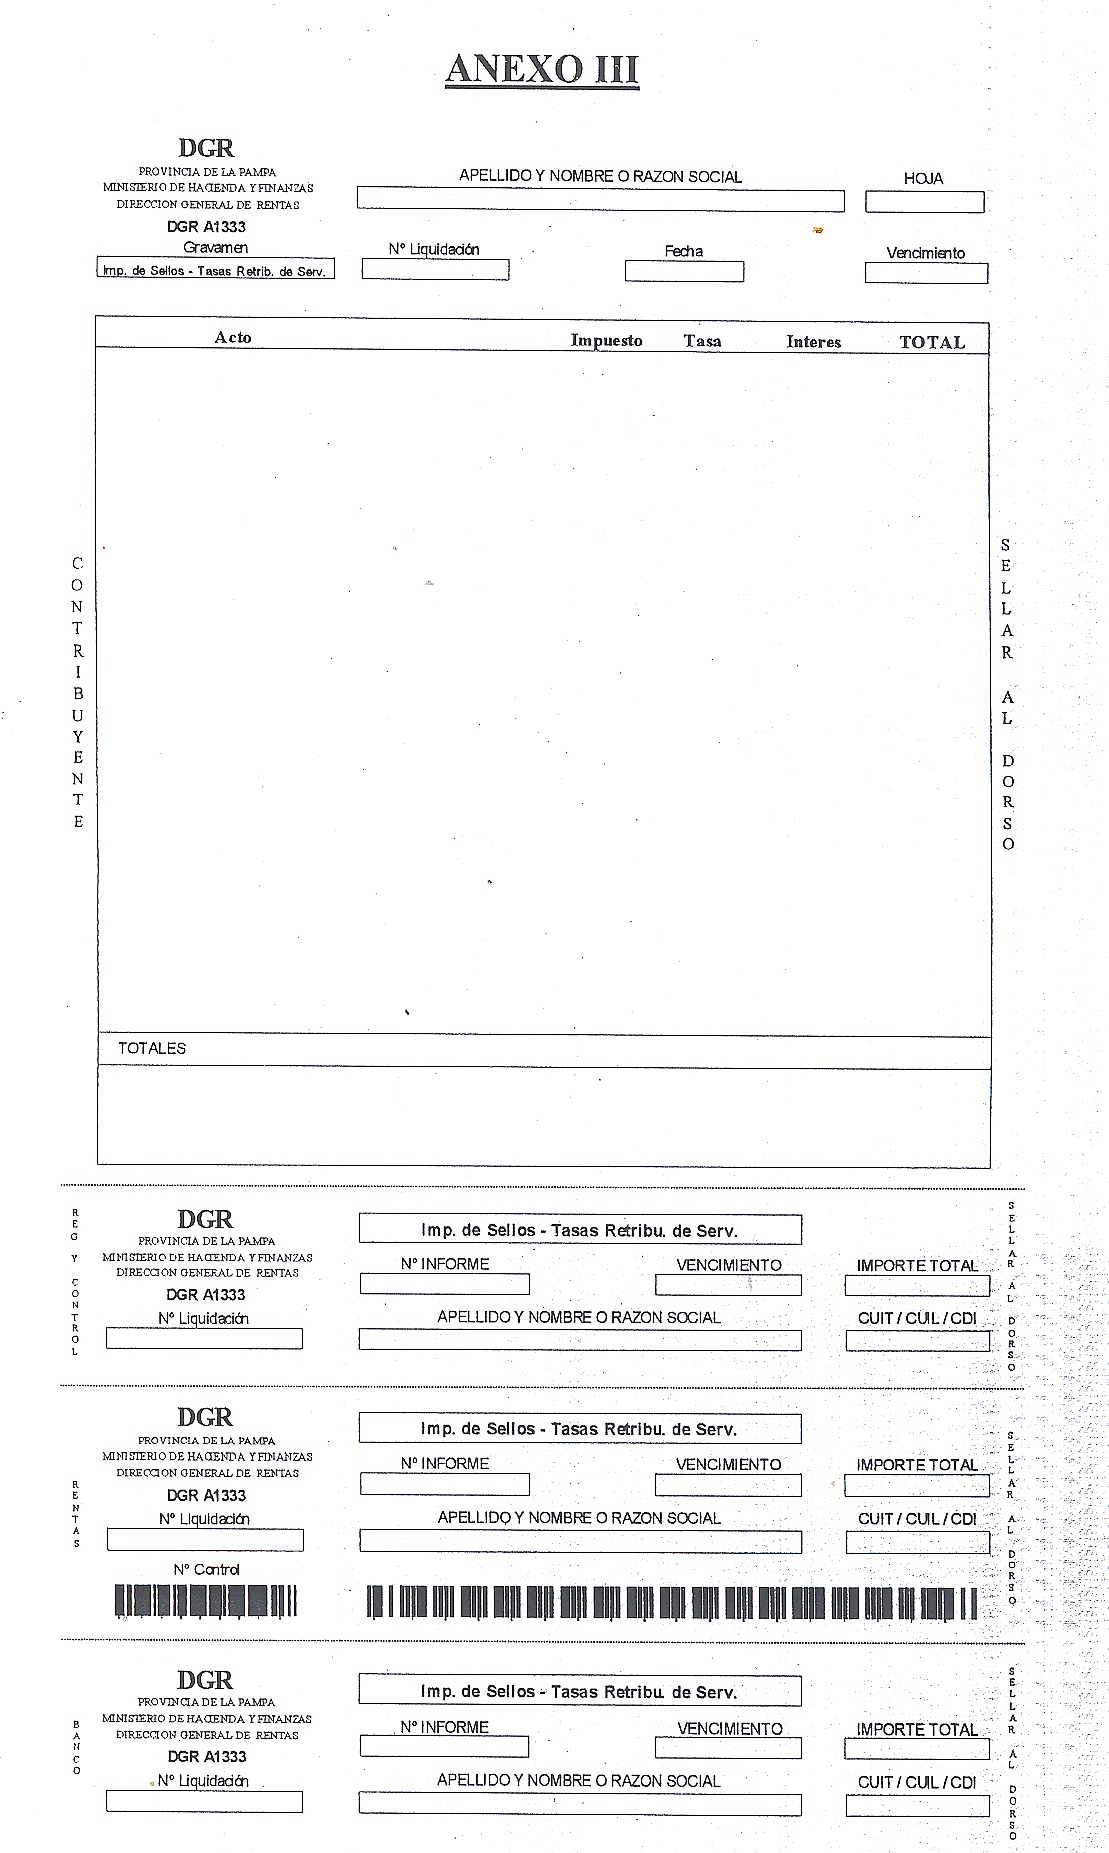 ANEXO III
DGR
PROVINCIA DE LA PAMPA
MINISTERIO DE HACIENDA Y FINANZAS
DIRECCION GENERAL DE RENTAS
DGR A1333
Gravamen
Imp. de Sellos - Tasas Retrib. de Serv.
APELLIDO Y NOMBRE O RAZON SOCIAL
HOJA
Nº Liquidación
Fecha
Vencimiento
Acto Impuesto Tasa Interes TOTAL
CONTRIBUYENTE
SELLAR AL DORSO
TOTALES
REG Y CONTROL
DGR
PROVINCIA DE LA PAMPA
MINISTERIO DE HACIENDA Y FINANZAS
DIRECCION GENERAL DE RENTAS
DGR A1333
Nº Liquidación
Imp. de Sellos - Tasas Retribu. de Serv.
Nº INFORME VENCIMIENTO IMPORTE TOTAL
APELLIDO Y NOMBRE O RAZON SOCIAL CUIT / CUIL / CDI
SELLAR AL DORSO
RENTAS
DGR
PROVINCIA DE LA PAMPA
MINISTERIO DE HACIENDA Y FINANZAS
DIRECCION GENERAL DE RENTAS
DGR A1333
Nº Liquidación
Nº Control
Imp. de Sellos - Tasas Retribu. de Serv.
Nº INFORME VENCIMIENTO IMPORTE TOTAL
APELLIDO Y NOMBRE O RAZON SOCIAL CUIT / CUIL / CDI
SELLAR AL DORSO
BANCO
DGR
PROVINCIA DE LA PAMPA
MINISTERIO DE HACIENDA Y FINANZAS
DIRECCION GENERAL DE RENTAS
DGR A1333
Nº Liquidación
Imp. de Sellos - Tasas Retribu. de Serv.
Nº INFORME VENCIMIENTO IMPORTE TOTAL
APELLIDO Y NOMBRE O RAZON SOCIAL CUIT / CUIL / CDI
SELLAR AL DORSO